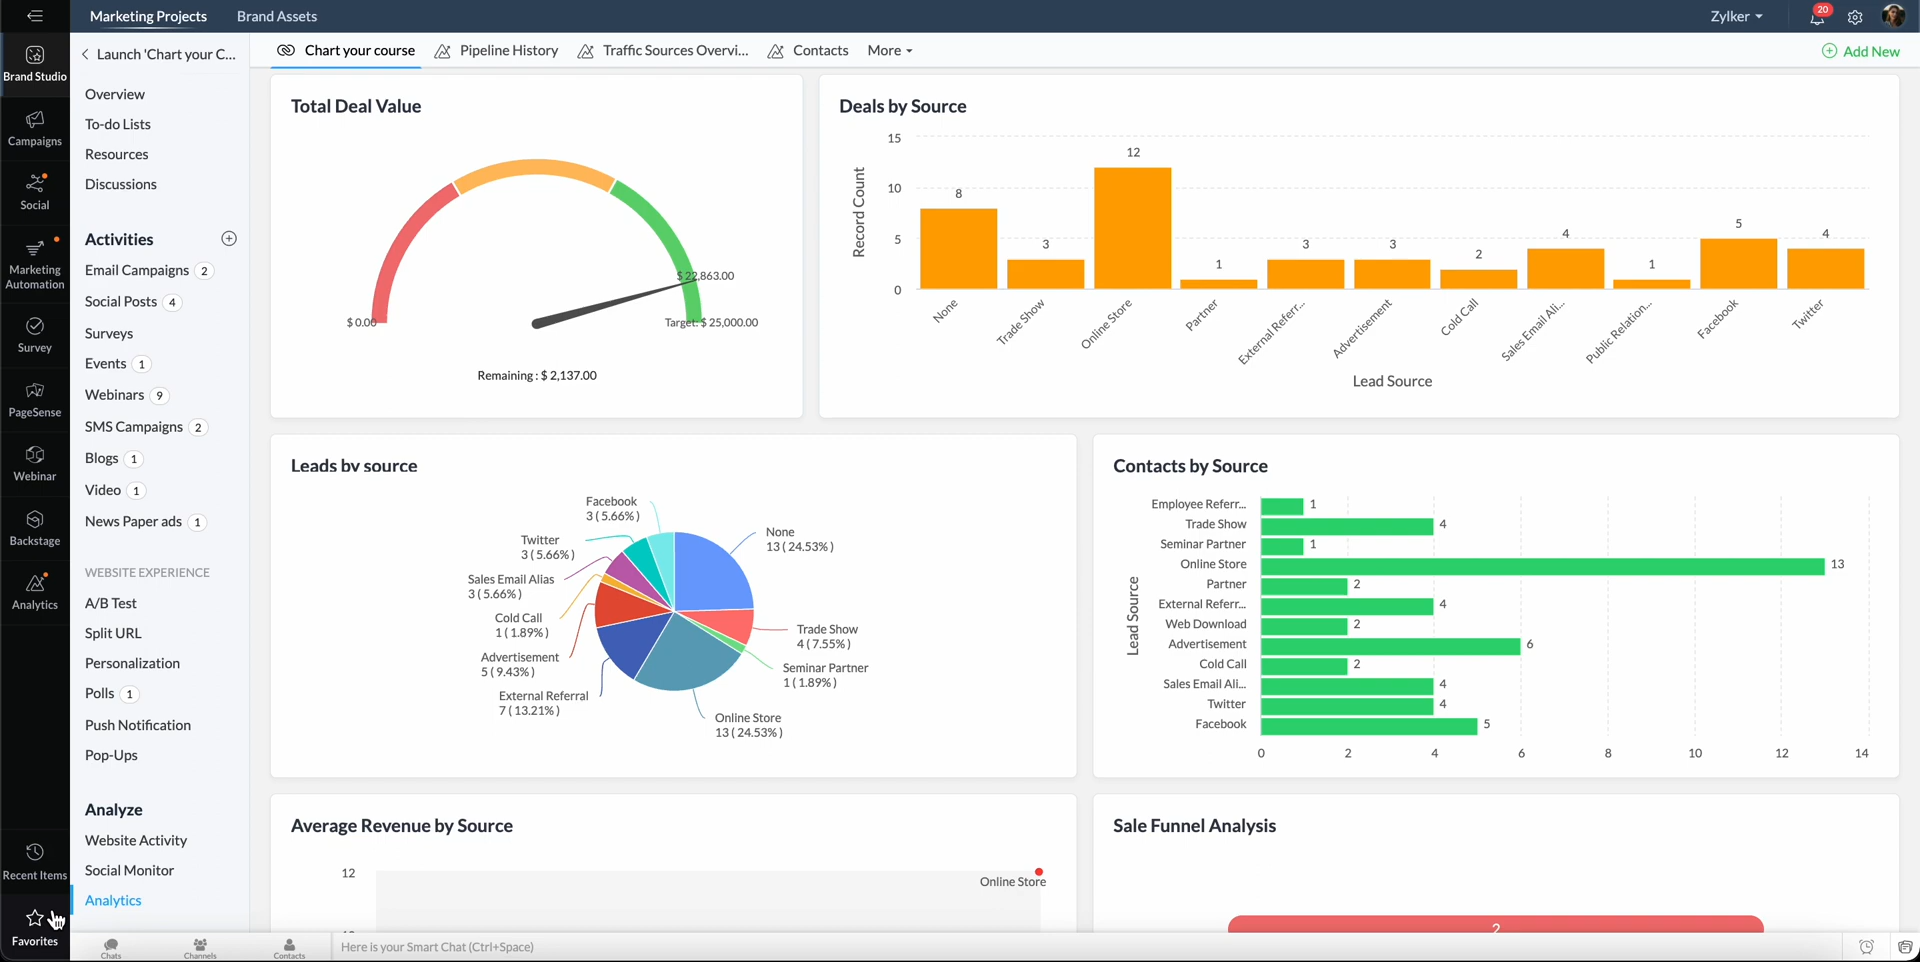 Marketing Projects
Brand Assets
Zylker
20
Brand Studio
Campaigns
Social
Marketing
Automation
Survey
PageSense
Webinar
Backstage
Analytics
Recent Items
Favorites
Launch 'Chart your C...
Overview
To-do Lists
Resources
Discussions
Activities
Email Campaigns 2
Social Posts 4
Surveys
Events 1
Webinars 9
SMS Campaigns 2
Blogs 1
Video 1
News Paper ads 1
WEBSITE EXPERIENCE
A/B Test
Split URL
Personalization
Polls 1
Push Notification
Pop-Ups
Analyze
Website Activity
Social Monitor
Analytics
Chart your course
Pipeline History
Traffic Sources Overvi...
Contacts
More
Add New
Total Deal Value
$ 22,863.00
$ 0.00
Target: $ 25,000.00
Remaining : $ 2,137.00
Deals by Source
15
10
5
0
Record Count
8
3
12
1
3
3
2
4
1
5
4
None
Trade Show
Online Store
Partner
External Referr...
Advertisement
Cold Call
Sales Email Ali...
Public Relation...
Facebook
Twitter
Lead Source
Leads by source
Facebook
3 ( 5.66% )
None
13 ( 24.53% )
Twitter
3 ( 5.66% )
Sales Email Alias
3 ( 5.66% )
Cold Call
1 ( 1.89% )
Trade Show
4 ( 7.55% )
Advertisement
5 ( 9.43% )
Seminar Partner
1 ( 1.89% )
External Referral
7 ( 13.21% )
Online Store
13 ( 24.53% )
Contacts by Source
Lead Source
Employee Referr... 1
Trade Show 4
Seminar Partner 1
Online Store 13
Partner 2
External Referr... 4
Web Download 2
Advertisement 6
Cold Call 2
Sales Email Ali... 4
Twitter 4
Facebook 5
0 2 4 6 8 10 12 14
Average Revenue by Source
12
Online Store
Sale Funnel Analysis
2
Chats
Channels
Contacts
Here is your Smart Chat (Ctrl+Space)